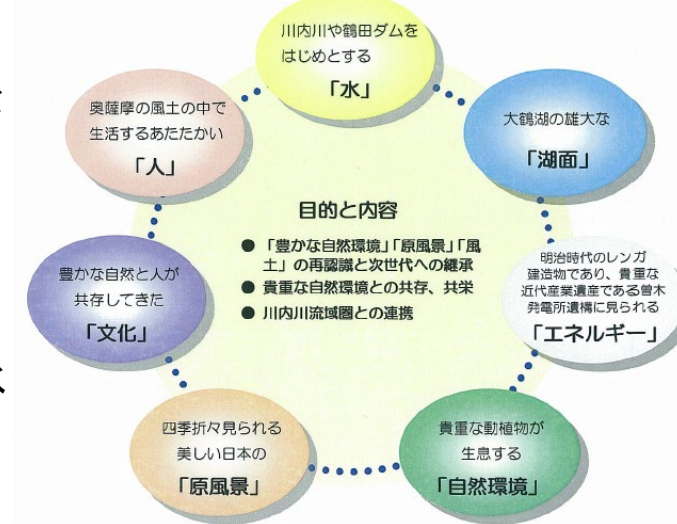 川内川や鶴田ダムを
はじめとする
「水」
大鶴湖の雄大な
「湖面」
明治時代のレンガ
建造物であり、貴重な
近代産業遺産である曽木
発電所遺構に見られる
「エネルギー」
貴重な動植物が
生息する
「自然環境」
四季折々見られる
美しい日本の
「原風景」
豊かな自然と人が
共存してきた
「文化」
奥薩摩の風土の中で
生活するあたたかい
「人」
目的と内容
● 「豊かな自然環境」「原風景」「風
土」の再認識と次世代への継承
● 貴重な自然環境との共存、共栄
● 川内川流域圏との連携